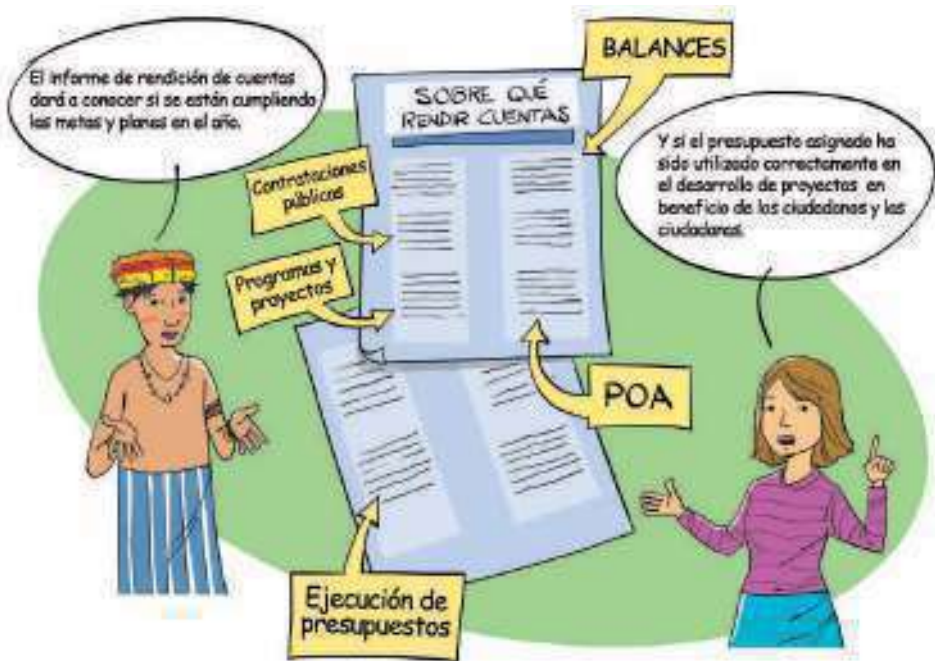 El informe de rendición de cuentas
dará a conocer si se están cumpliendo
las metas y planes en el año.
BALANCES
SOBRE QUÉ
RENDIR CUENTAS
Y si el presupuesto asignado ha
sido utilizado correctamente en
el desarrollo de proyectos en
beneficio de los ciudadanos y las
ciudadanas.
Contrataciones
públicas
Programas y
proyectos
POA
Ejecución de
presupuestos